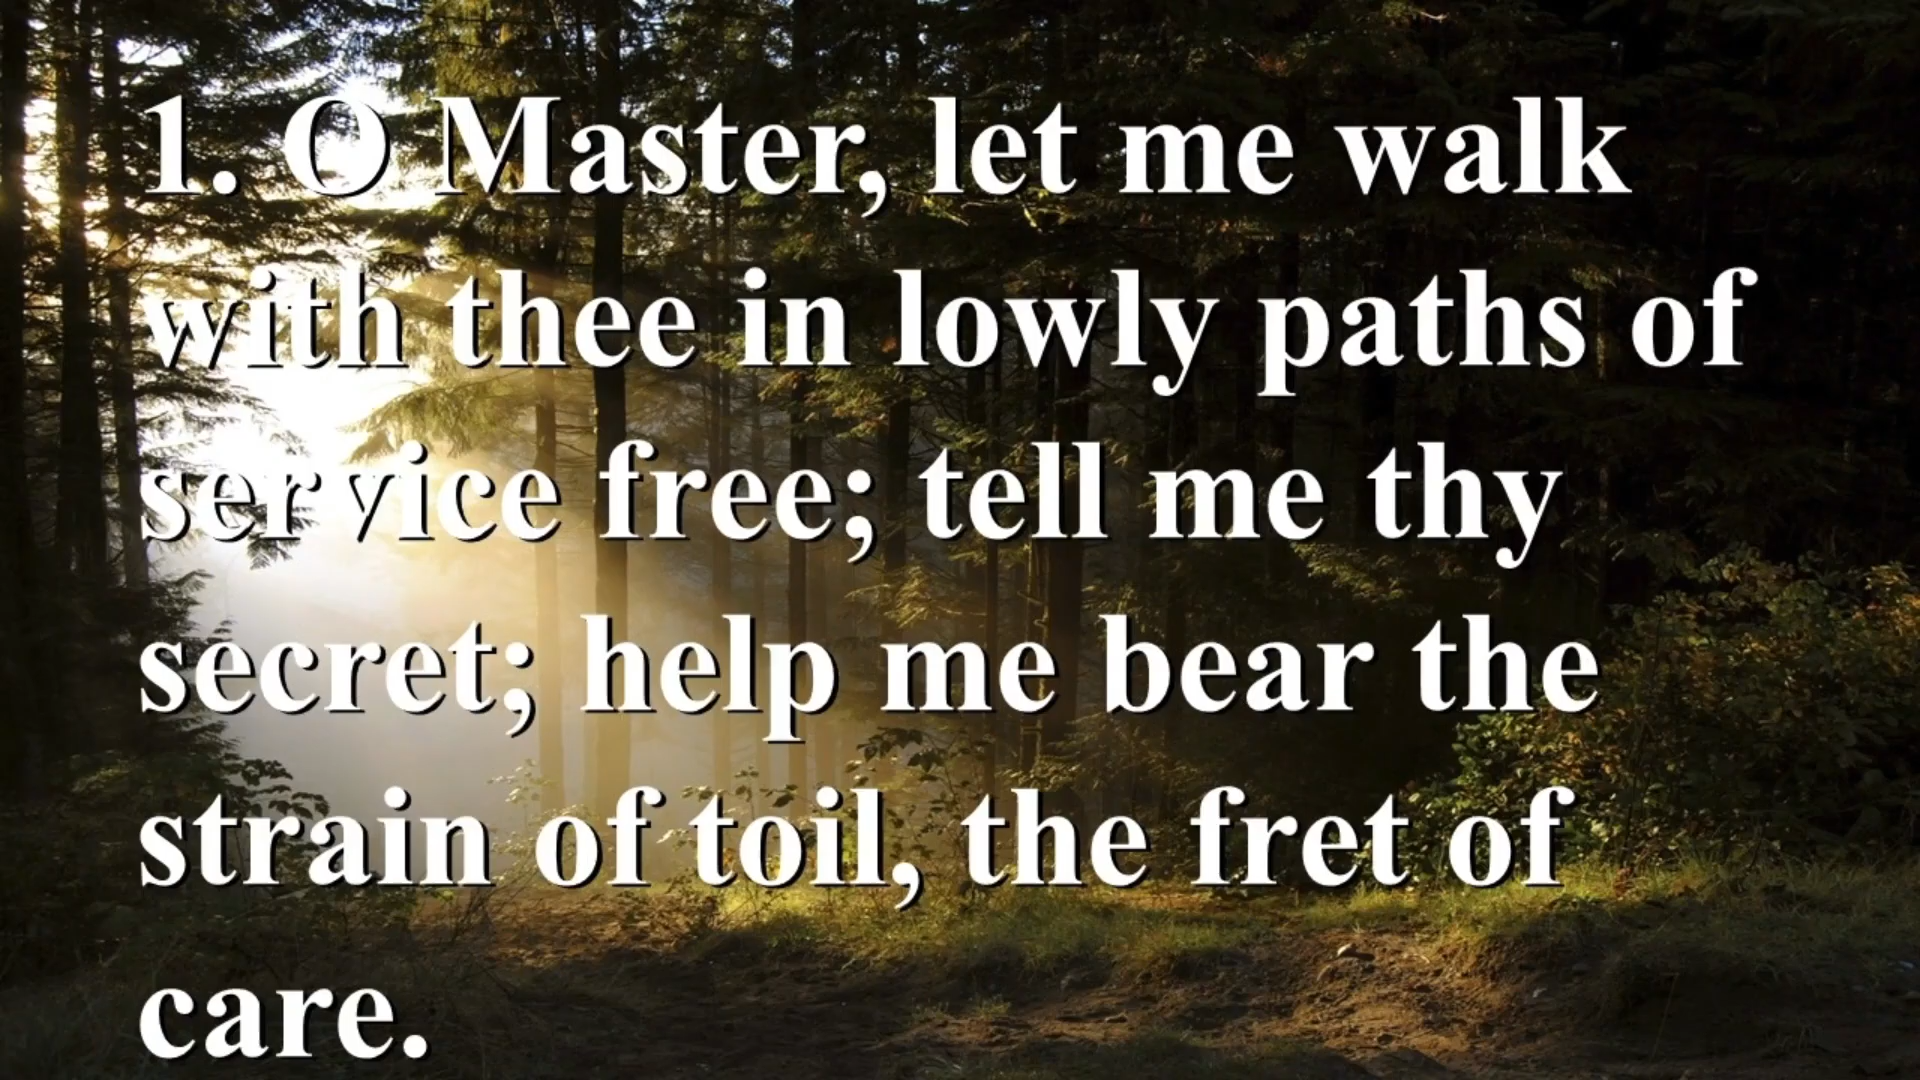 1. O Master, let me walk
with thee in lowly paths of
service free; tell me thy
secret; help me bear the
strain of toil, the fret of
care.